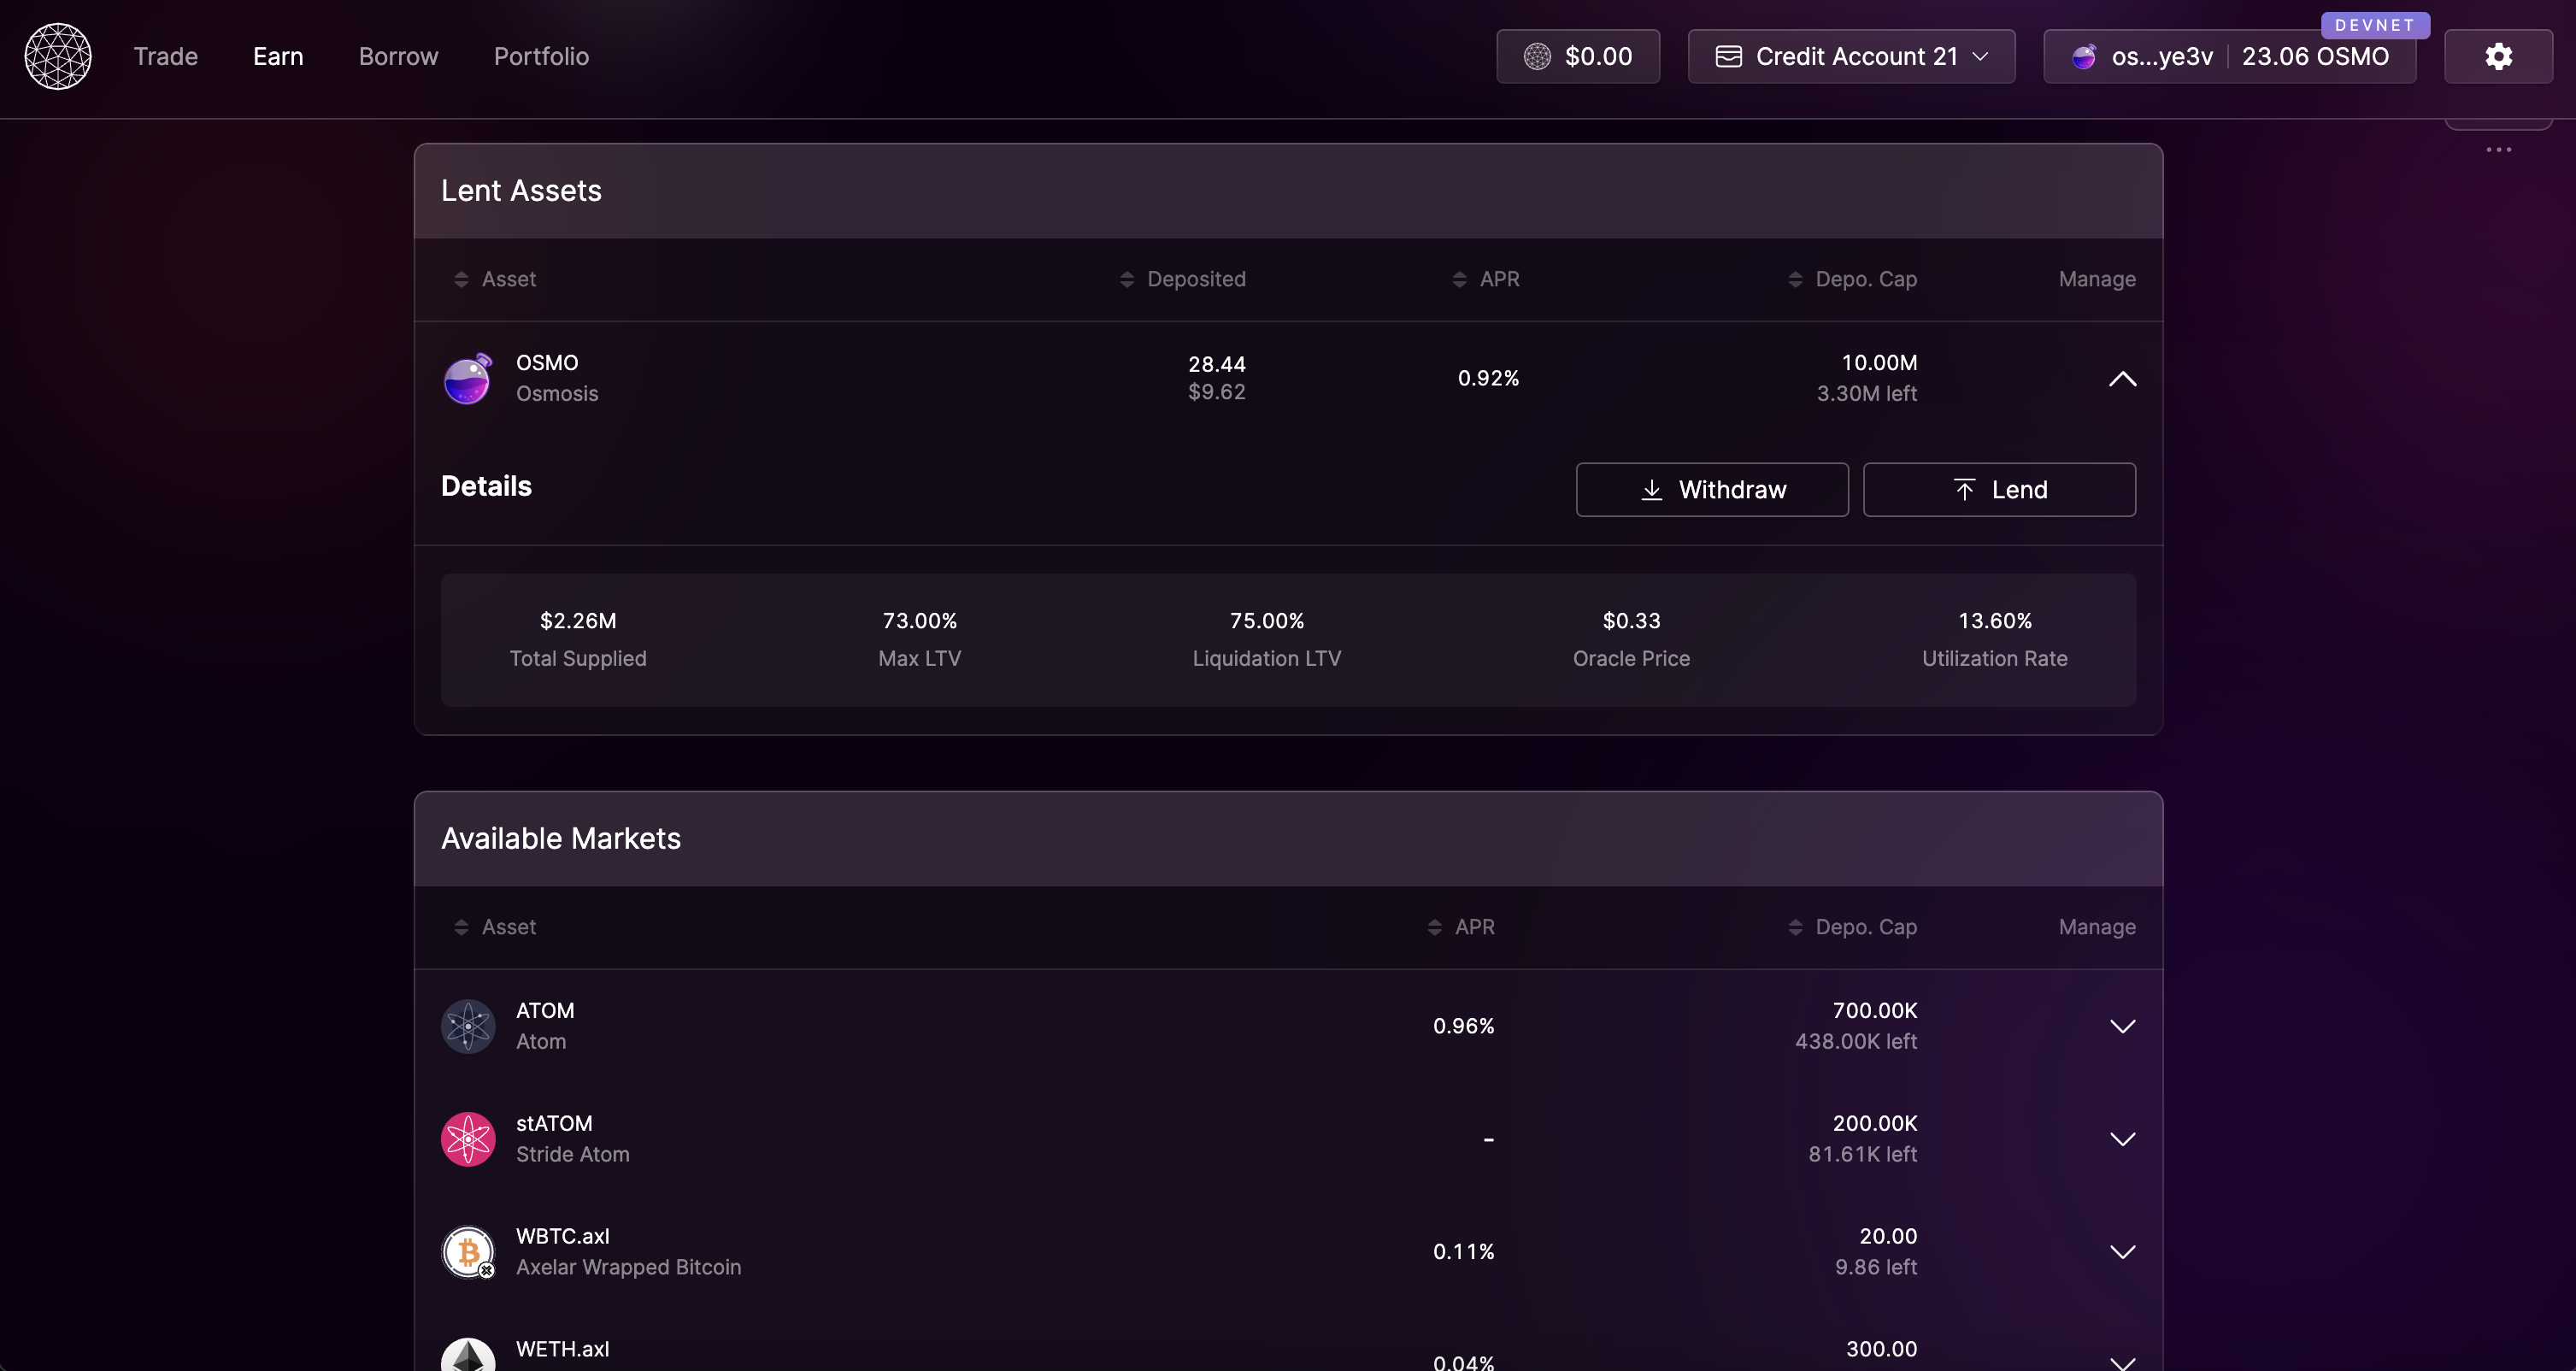 DEVNET
Trade Earn Borrow Portfolio $0.00 Credit Account 21 os...ye3v 23.06 OSMO
Lent Assets
Asset Deposited APR Depo. Cap Manage
OSMO 28.44 0.92% 10.00M
Osmosis $9.62 3.30M left
Details Withdraw Lend
$2.26M 73.00% 75.00% $0.33 13.60%
Total Supplied Max LTV Liquidation LTV Oracle Price Utilization Rate
Available Markets
Asset APR Depo. Cap Manage
ATOM 0.96% 700.00K
Atom 438.00K left
stATOM - 200.00K
Stride Atom 81.61K left
WBTC.axl 0.11% 20.00
Axelar Wrapped Bitcoin 9.86 left
WETH.axl 0.04% 300.00